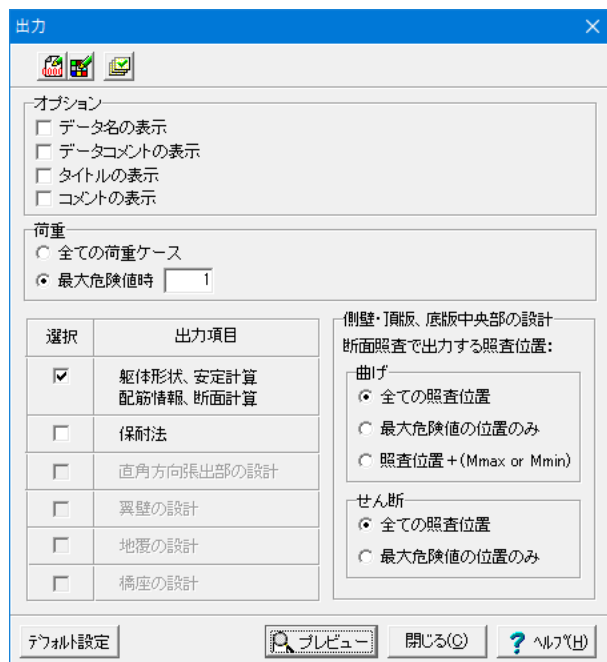 出力
オプション
データ名の表示
データコメントの表示
タイトルの表示
コメントの表示
荷重
全ての荷重ケース
最大危険値時 1
選択 出力項目
躯体形状、安定計算
配筋情報、断面計算
保耐法
直角方向張出部の設計
翼壁の設計
地覆の設計
橋座の設計
側壁・頂版、底版中央部の設計
断面照査で出力する照査位置:
曲げ
全ての照査位置
最大危険値の位置のみ
照査位置+(Mmax or Mmin)
せん断
全ての照査位置
最大危険値の位置のみ
デフォルト設定 プレビュー 閉じる(C) ? ヘルプ(H)